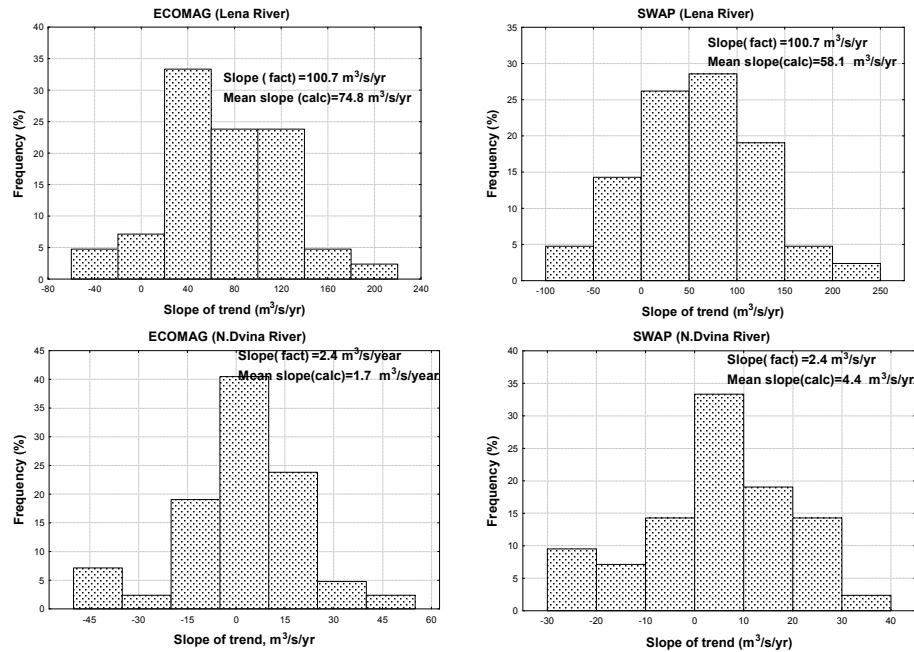 ECOMAG (Lena River)
Slope( fact) =100.7 m³/s/yr
Mean slope (calc)=74.8 m³/s/yr
Frequency (%)
40
35
30
25
20
15
10
5
0
-80 -40 0 40 80 120 160 200 240
Slope of trend (m³/s/yr)
SWAP (Lena River)
Slope( fact) =100.7 m³/s/yr
Mean slope(calc)=58.1 m³/s/yr
Frequency (%)
35
30
25
20
15
10
5
0
-100 -50 0 50 100 150 200 250
Slope of trend (m³/s/yr)
ECOMAG (N.Dvina River)
Slope( fact) =2.4 m³/s/year
Mean slope(calc)=1.7 m³/s/year
Frequency (%)
45
40
35
30
25
20
15
10
5
0
-45 -30 -15 0 15 30 45 60
Slope of trend, m³/s/yr
SWAP (N.Dvina River)
Slope( fact) =2.4 m³/s/yr
Mean slope(calc)=4.4 m³/s/yr
Frequency (%)
40
35
30
25
20
15
10
5
0
-30 -20 -10 0 10 20 30 40
Slope of trend (m³/s/yr)